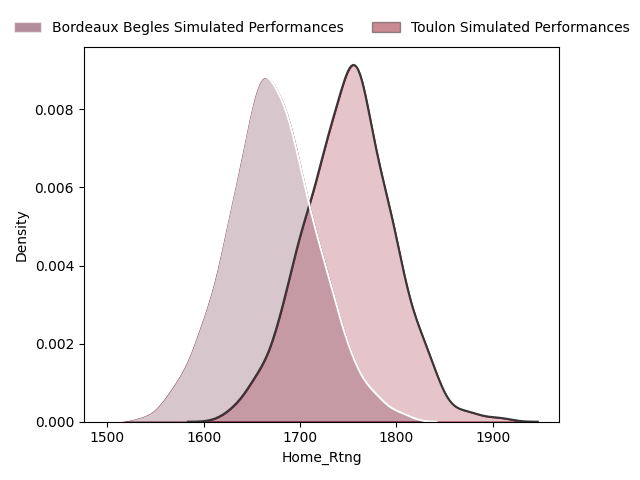 Bordeaux Begles Simulated Performances
Toulon Simulated Performances
0.008
0.006
0.004
0.002
0.000
Density
1500 1600 1700 1800 1900
Home_Rtng